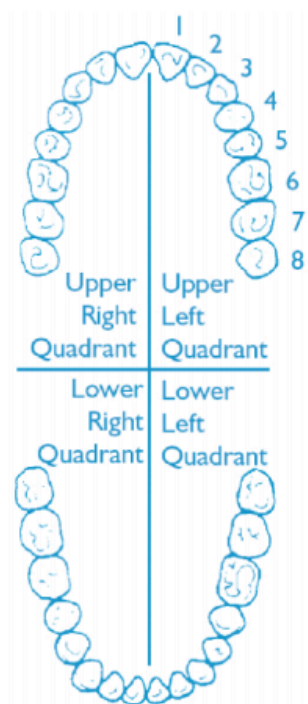 1
2
3
4
5
6
7
8
Upper Upper
Right Left
Quadrant Quadrant
Lower Lower
Right Left
Quadrant Quadrant